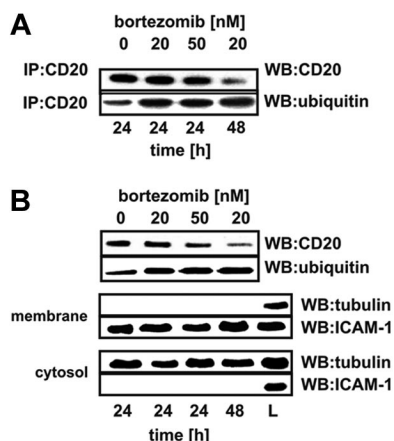 A
bortezomib [nM]
0 20 50 20
IP:CD20 WB:CD20
IP:CD20 WB:ubiquitin
24 24 24 48
time [h]
B
bortezomib [nM]
0 20 50 20
WB:CD20
WB:ubiquitin
membrane
WB:tubulin
WB:ICAM-1
cytosol
WB:tubulin
WB:ICAM-1
24 24 24 48 L
time [h]